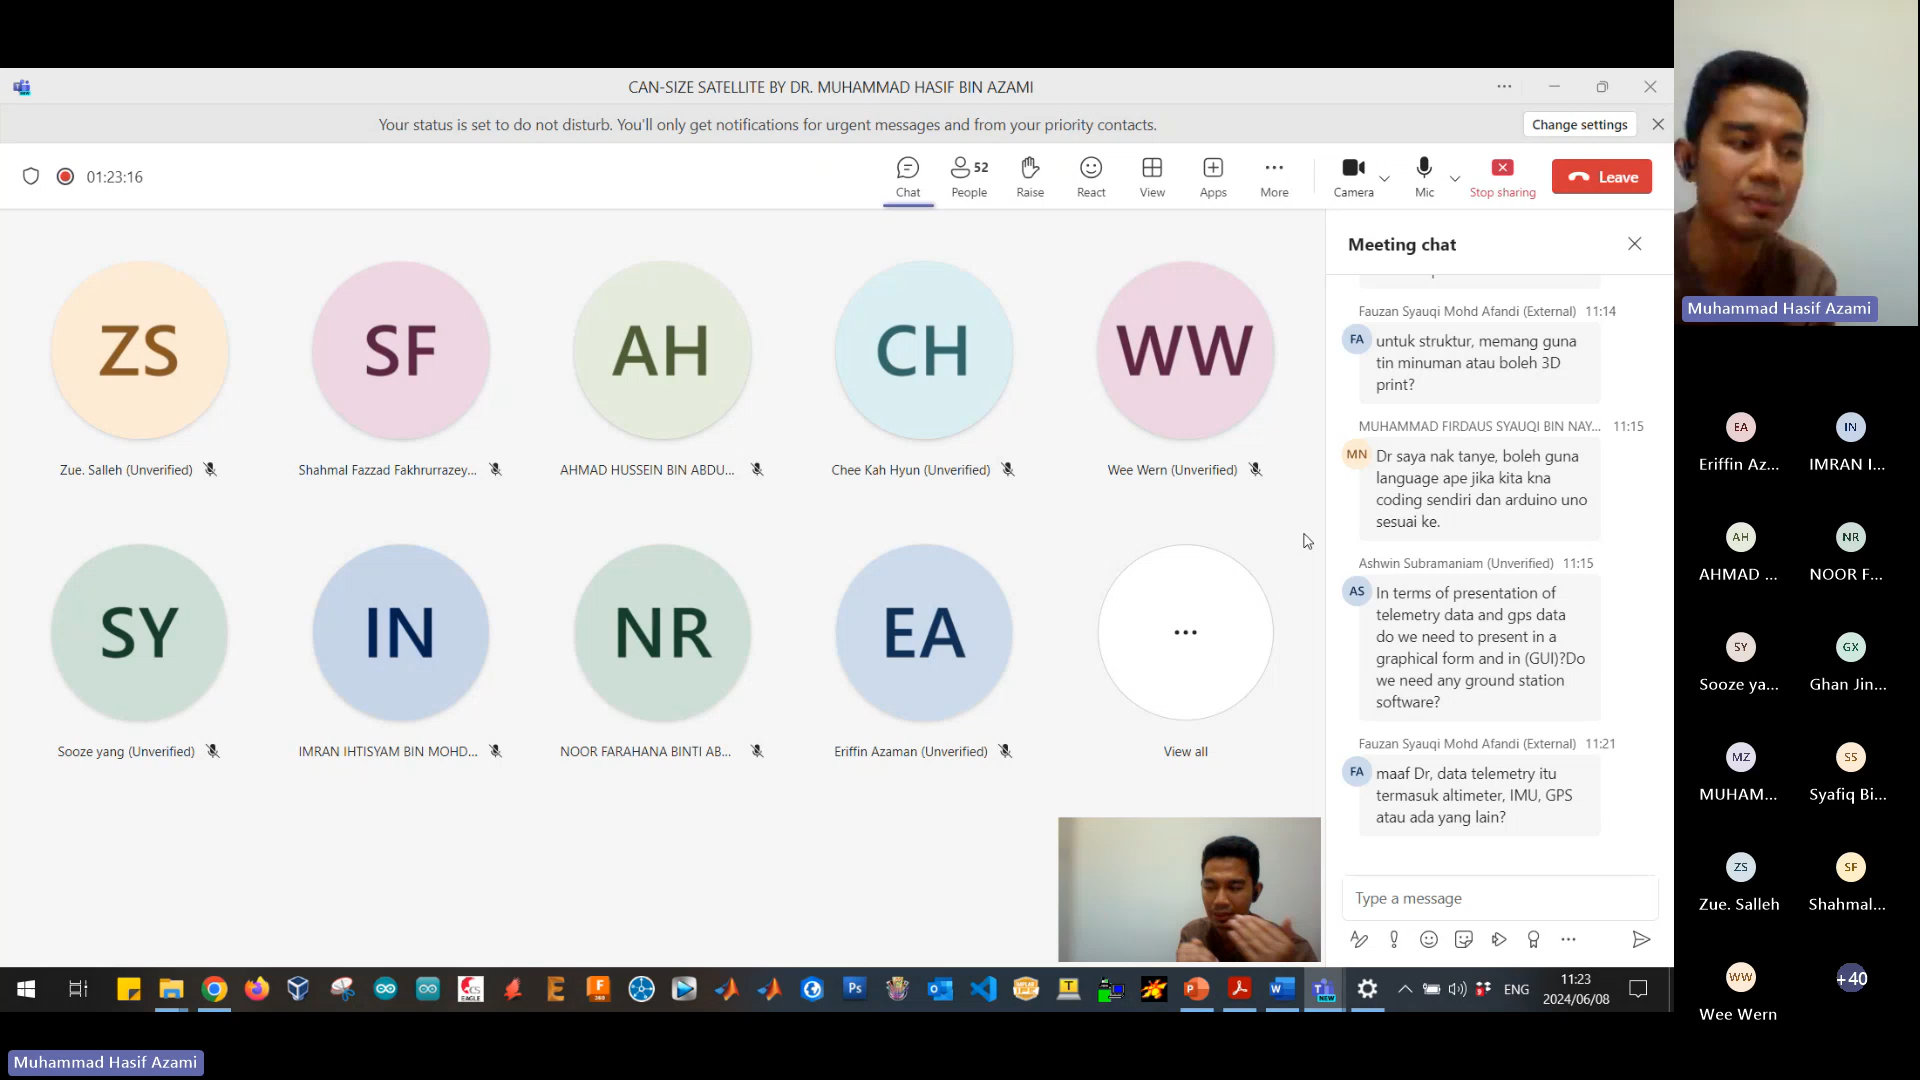 CAN-SIZE SATELLITE BY DR. MUHAMMAD HASIF BIN AZAMI
Your status is set to do not disturb. You'll only get notifications for urgent messages and from your priority contacts.
Change settings
01:23:16
Chat
52
People
Raise
React
View
Apps
More
Camera
Mic
Stop sharing
Leave
ZS
Zue. Salleh (Unverified)
SF
Shahmal Fazzad Fakhrurrazey...
AH
AHMAD HUSSEIN BIN ABDU...
CH
Chee Kah Hyun (Unverified)
WW
Wee Wern (Unverified)
SY
Sooze yang (Unverified)
IN
IMRAN IHTISYAM BIN MOHD...
NR
NOOR FARAHANA BINTI AB...
EA
Eriffin Azaman (Unverified)
...
View all
Meeting chat
Fauzan Syauqi Mohd Afandi (External) 11:14
FA
untuk struktur, memang guna
tin minuman atau boleh 3D
print?
MUHAMMAD FIRDAUS SYAUQI BIN NAY... 11:15
MN
Dr saya nak tanye, boleh guna
language ape jika kita kna
coding sendiri dan arduino uno
sesuai ke.
Ashwin Subramaniam (Unverified) 11:15
AS
In terms of presentation of
telemetry data and gps data
do we need to present in a
graphical form and in (GUI)?Do
we need any ground station
software?
Fauzan Syauqi Mohd Afandi (External) 11:21
FA
maaf Dr, data telemetry itu
termasuk altimeter, IMU, GPS
atau ada yang lain?
Type a message
ENG
11:23
2024/06/08
Muhammad Hasif Azami
Muhammad Hasif Azami
EA
Eriffin Az...
IN
IMRAN I...
AH
AHMAD ...
NR
NOOR F...
SY
Sooze ya...
GX
Ghan Jin...
MZ
MUHAM...
SS
Syafiq Bi...
ZS
Zue. Salleh
SF
Shahmal...
WW
Wee Wern
+40